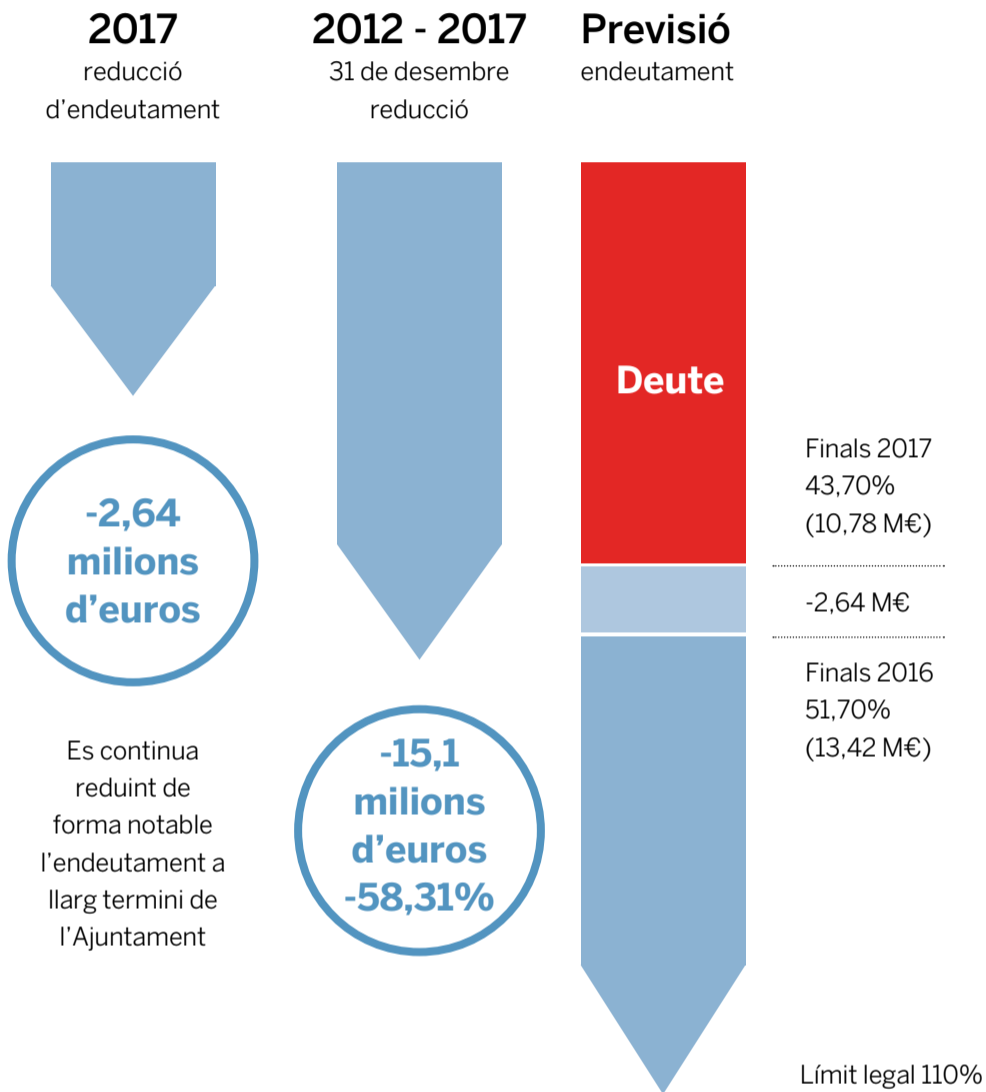 2017
reducció
d'endeutament
-2,64
milions
d'euros
Es continua
reduint de
forma notable
l'endeutament a
llarg termini de
l'Ajuntament
2012 - 2017
31 de desembre
reducció
-15,1
milions
d'euros
-58,31%
Previsió
endeutament
Deute
Finals 2017
43,70%
(10,78 M€)
-2,64 M€
Finals 2016
51,70%
(13,42 M€)
Límit legal 110%